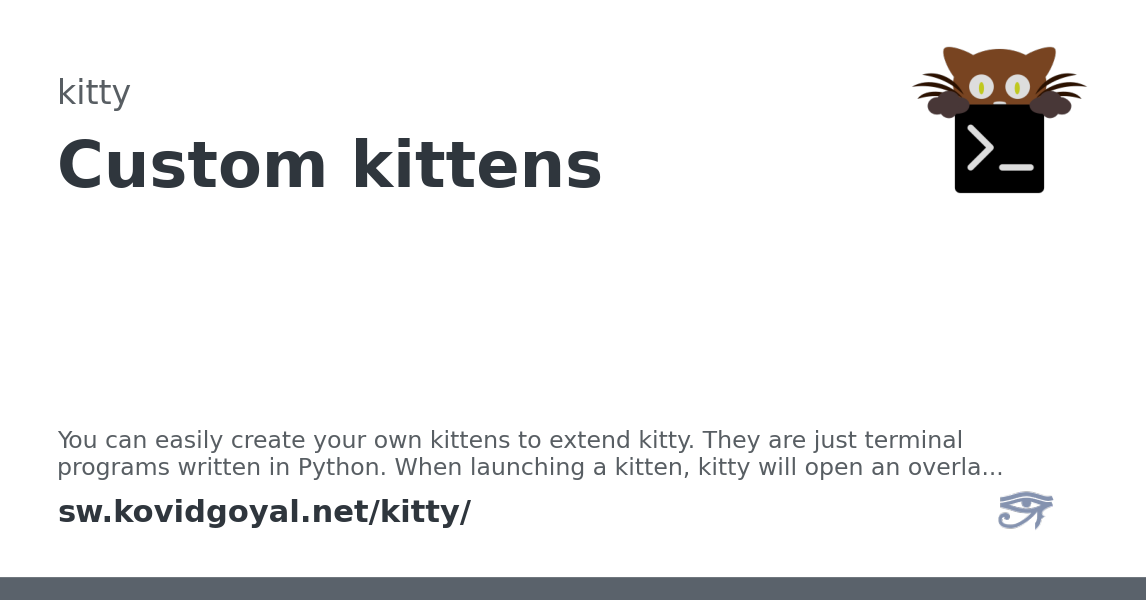 kitty
Custom kittens
You can easily create your own kittens to extend kitty. They are just terminal
programs written in Python. When launching a kitten, kitty will open an overla...
sw.kovidgoyal.net/kitty/